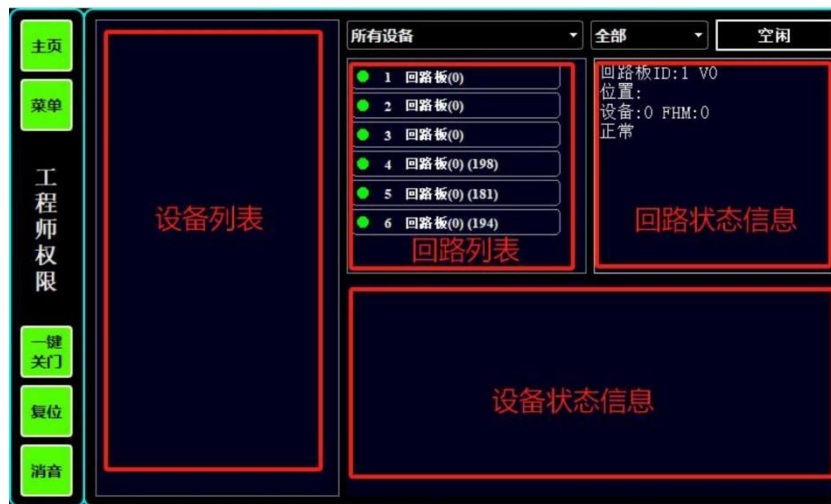 主页
菜单
工程师权限
一键
关门
复位
消音
设备列表
所有设备
全部
空闲
1 回路板(0)
2 回路板(0)
3 回路板(0)
4 回路板(0) (198)
5 回路板(0) (181)
6 回路板(0) (194)
回路列表
回路板ID:1 V0
位置:
设备:0 FHM:0
正常
回路状态信息
设备状态信息